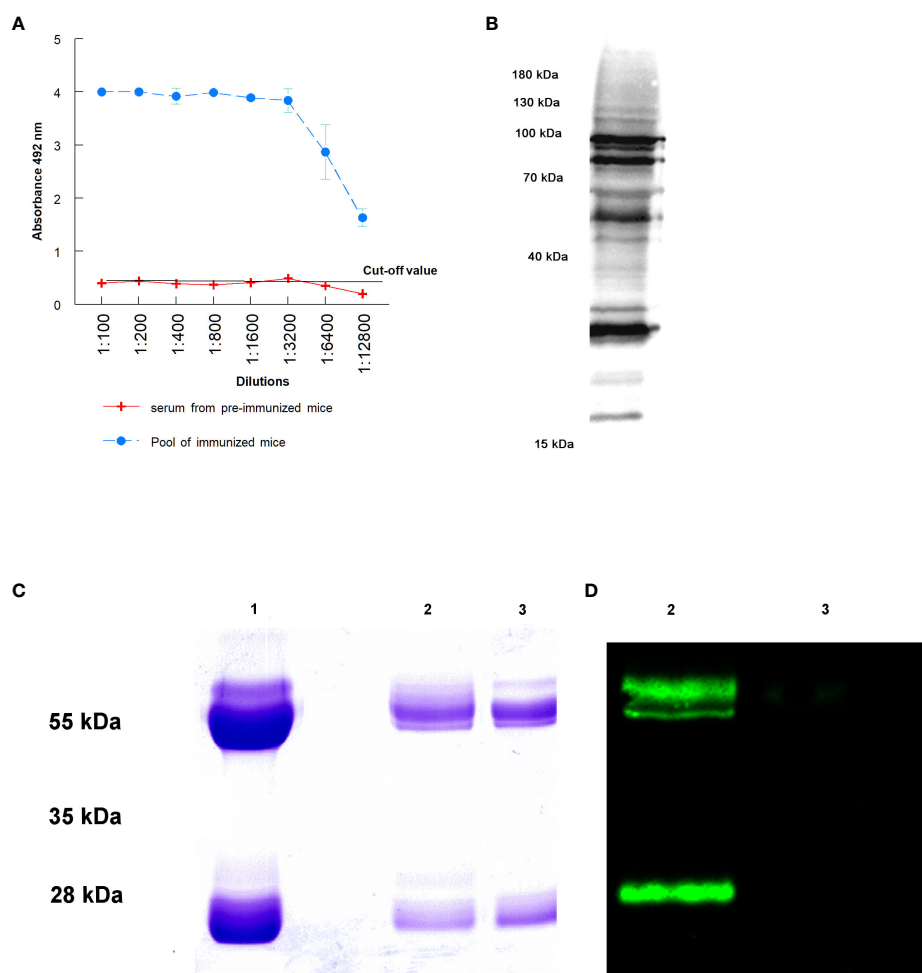 A
5
4
3
2
1
0
Absorbance 492 nm
Cut-off value
1:100
1:200
1:400
1:800
1:1600
1:3200
1:6400
1:12800
Dilutions
serum from pre-immunized mice
Pool of immunized mice
B
180 kDa
130 kDa
100 kDa
70 kDa
40 kDa
15 kDa
C
1 2 3
55 kDa
35 kDa
28 kDa
D
2 3